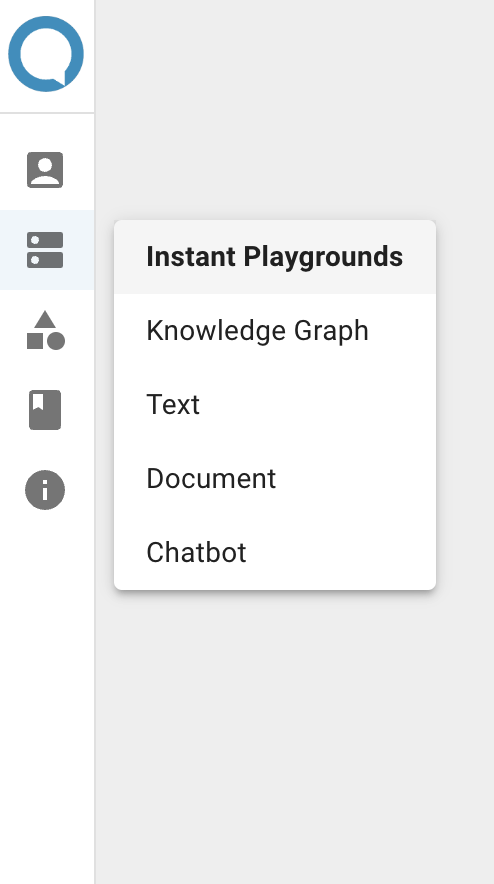 Instant Playgrounds
Knowledge Graph
Text
Document
Chatbot